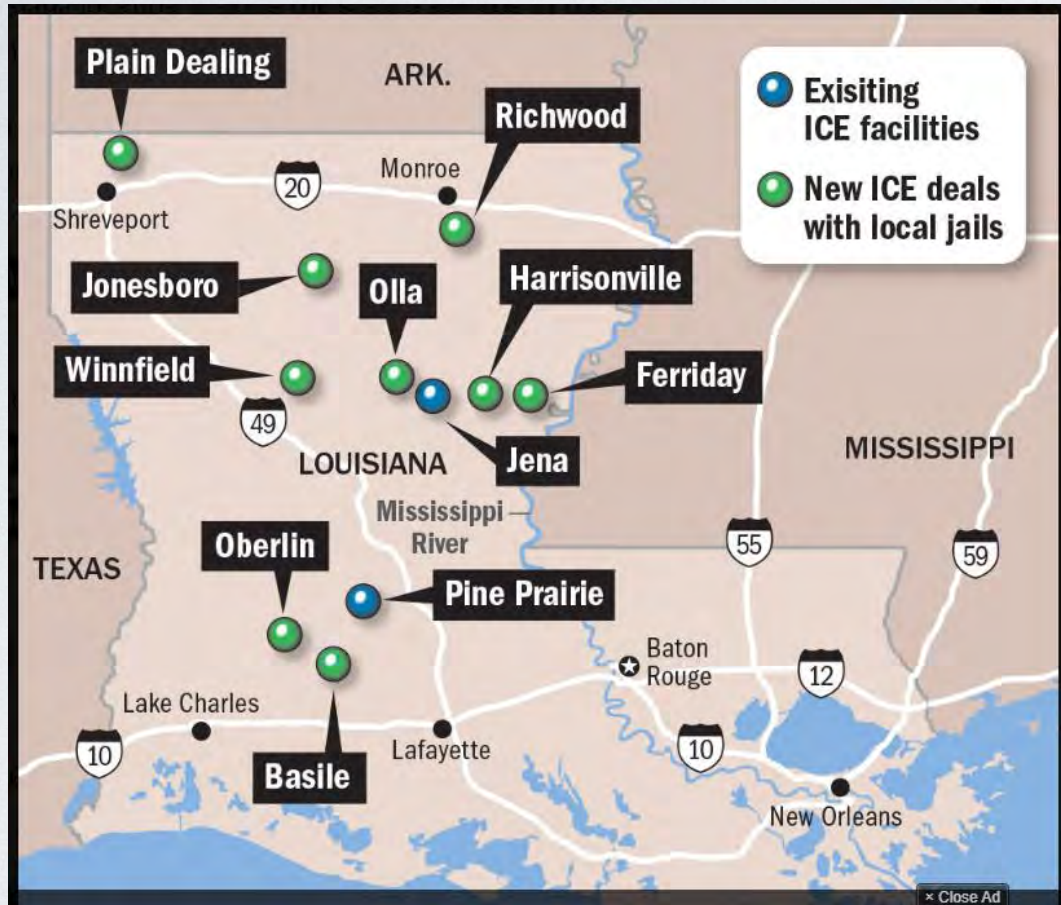 Plain Dealing
ARK.
Richwood
Exisiting
ICE facilities
New ICE deals
with local jails
Monroe
20
Shreveport
Jonesboro
Olla
Harrisonville
Winnfield
Ferriday
49
LOUISIANA
Jena
MISSISSIPPI
Mississippi
River
Oberlin
55
59
TEXAS
Pine Prairie
Baton
Rouge
12
Lake Charles
10
Lafayette
10
Basile
New Orleans
× Close Ad